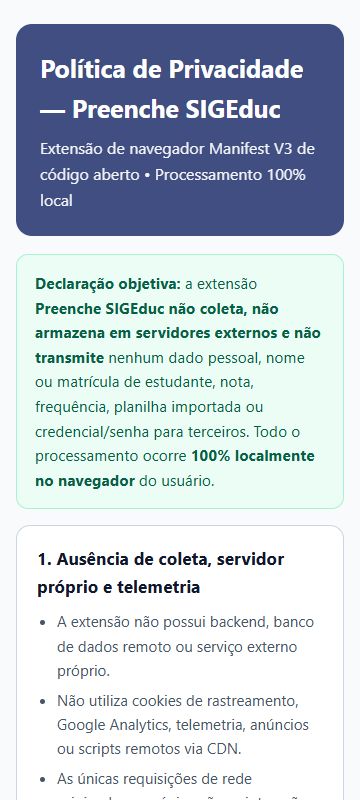 Política de Privacidade
— Preenche SIGEduc
Extensão de navegador Manifest V3 de
código aberto • Processamento 100%
local
Declaração objetiva: a extensão
Preenche SIGEduc não coleta, não
armazena em servidores externos e não
transmite nenhum dado pessoal, nome
ou matrícula de estudante, nota,
frequência, planilha importada ou
credencial/senha para terceiros. Todo o
processamento ocorre 100% localmente
no navegador do usuário.
1. Ausência de coleta, servidor
próprio e telemetria
• A extensão não possui backend, banco
de dados remoto ou serviço externo
próprio.
• Não utiliza cookies de rastreamento,
Google Analytics, telemetria, anúncios
ou scripts remotos via CDN.
• As únicas requisições de rede